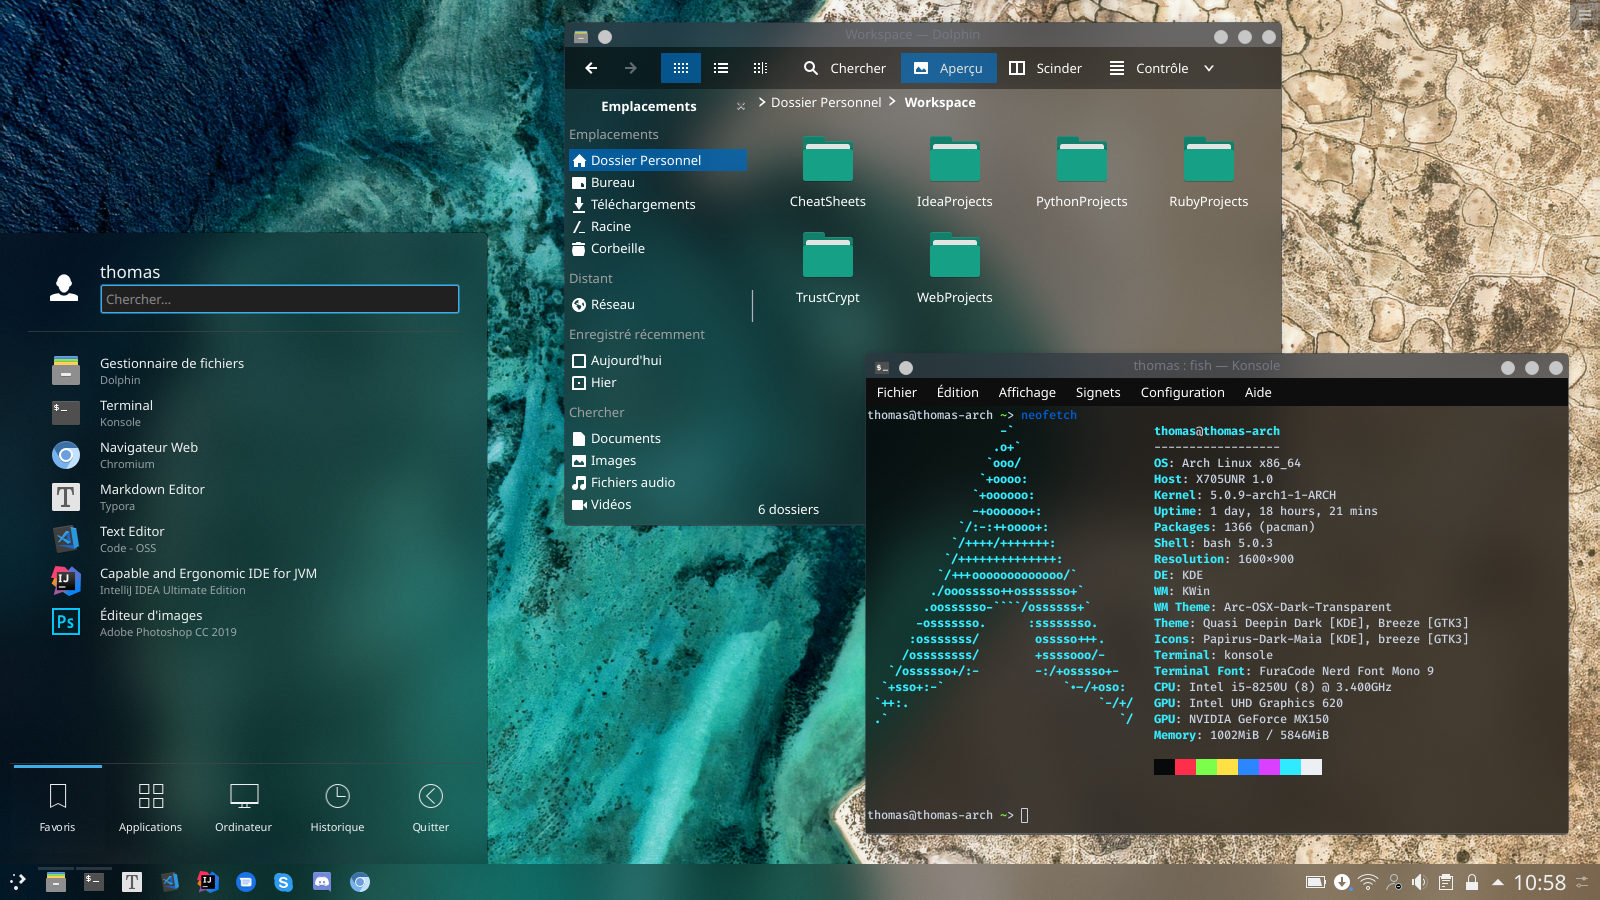 Workspace — Dolphin
Chercher
Aperçu
Scinder
Contrôle
Emplacements
Dossier Personnel
Workspace
Emplacements
Dossier Personnel
Bureau
Téléchargements
Racine
Corbeille
Distant
Réseau
Enregistré récemment
Aujourd'hui
Hier
Chercher
Documents
Images
Fichiers audio
Vidéos
CheatSheets
IdeaProjects
PythonProjects
RubyProjects
TrustCrypt
WebProjects
6 dossiers
thomas
Chercher...
Gestionnaire de fichiers
Dolphin
Terminal
Konsole
Navigateur Web
Chromium
Markdown Editor
Typora
Text Editor
Code - OSS
Capable and Ergonomic IDE for JVM
IntelliJ IDEA Ultimate Edition
Éditeur d'images
Adobe Photoshop CC 2019
Favoris
Applications
Ordinateur
Historique
Quitter
thomas : fish — Konsole
Fichier
Édition
Affichage
Signets
Configuration
Aide
thomas@thomas-arch ~> neofetch
thomas@thomas-arch
------------------
OS: Arch Linux x86_64
Host: X705UNR 1.0
Kernel: 5.0.9-arch1-1-ARCH
Uptime: 1 day, 18 hours, 21 mins
Packages: 1366 (pacman)
Shell: bash 5.0.3
Resolution: 1600×900
DE: KDE
WM: KWin
WM Theme: Arc-OSX-Dark-Transparent
Theme: Quasi Deepin Dark [KDE], Breeze [GTK3]
Icons: Papirus-Dark-Maia [KDE], breeze [GTK3]
Terminal: konsole
Terminal Font: FuraCode Nerd Font Mono 9
CPU: Intel i5-8250U (8) @ 3.400GHz
GPU: Intel UHD Graphics 620
GPU: NVIDIA GeForce MX150
Memory: 1002MiB / 5846MiB
thomas@thomas-arch ~>
10:58